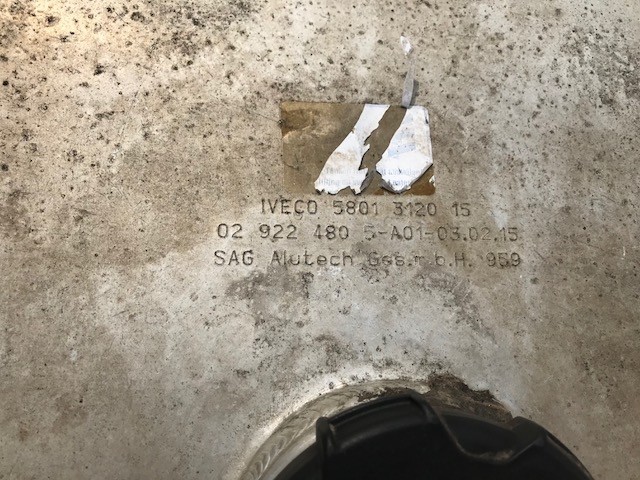 IVECO 5801 3120 15
02 922 480 5-A01-03.02.15
SAG Alutech Ges.m.b.H. 959